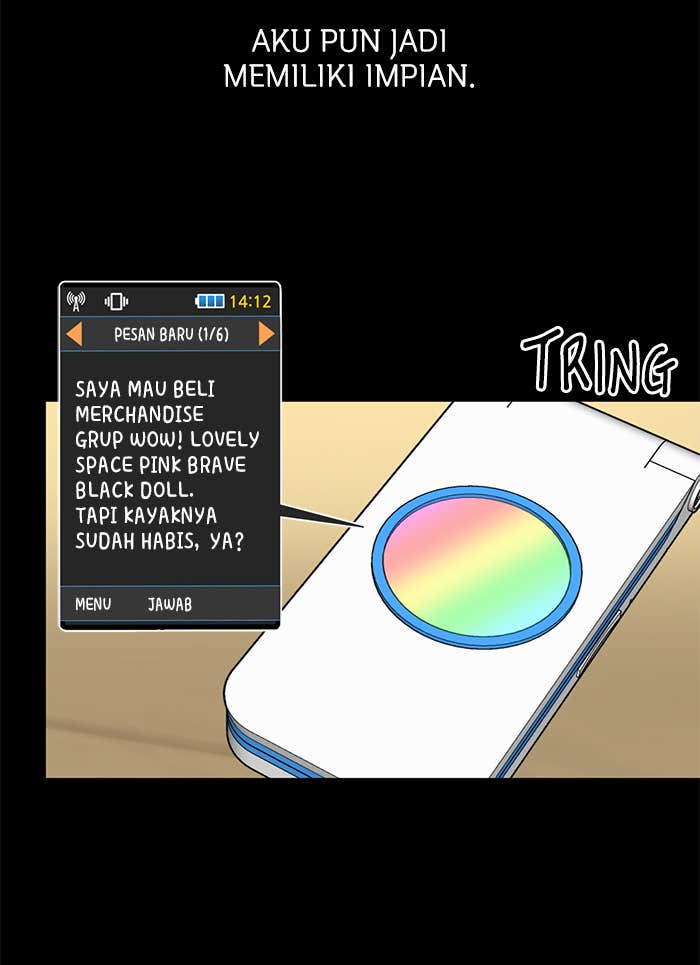 AKU PUN JADI
MEMILIKI IMPIAN.
14:12
PESAN BARU (1/6)
TRING
SAYA MAU BELI
MERCHANDISE
GRUP WOW! LOVELY
SPACE PINK BRAVE
BLACK DOLL.
TAPI KAYAKNYA
SUDAH HABIS, YA?
MENU JAWAB